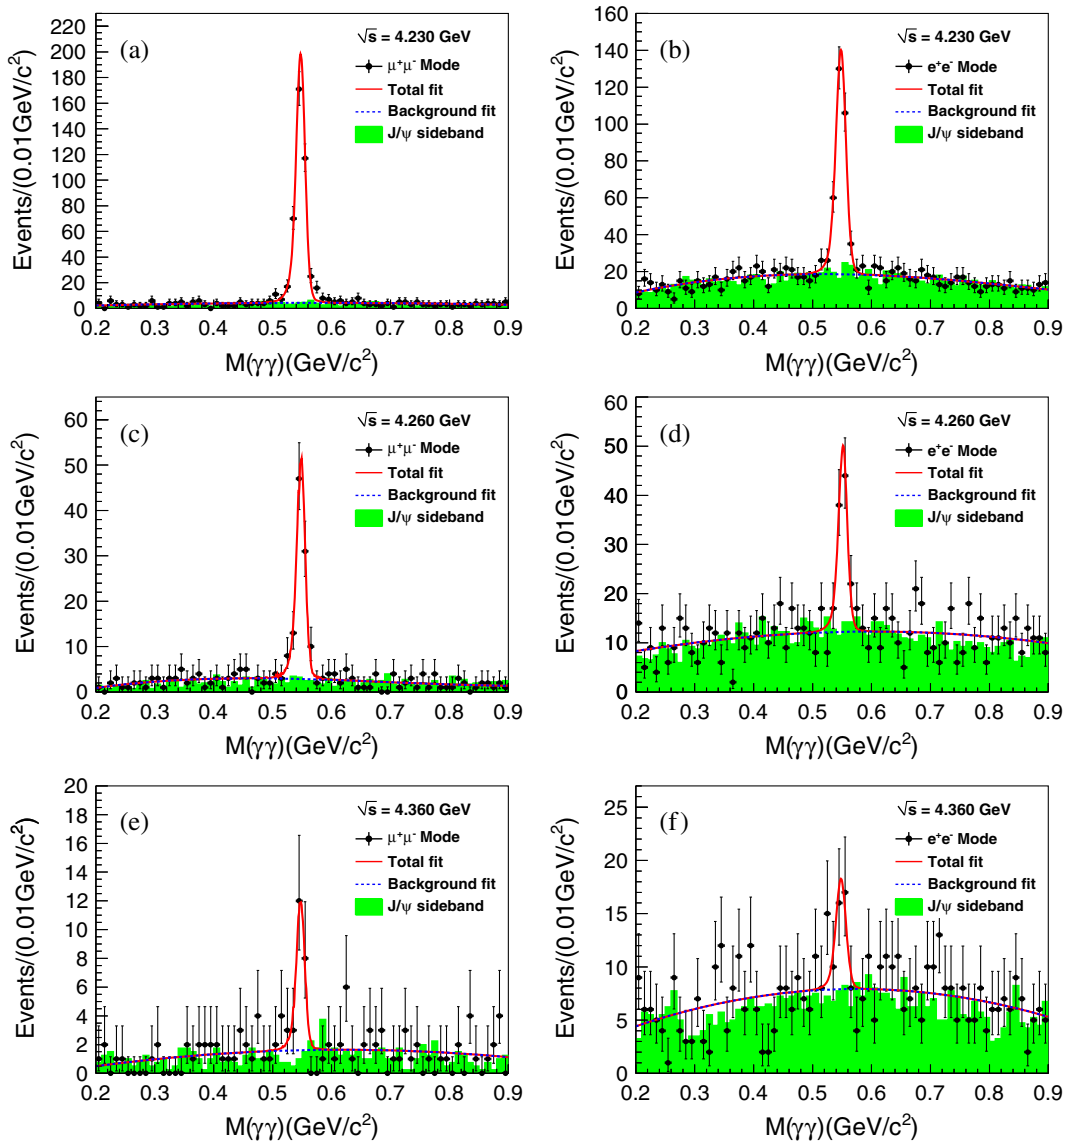 Events/(0.01GeV/c²)
220
200
180
160
140
120
100
80
60
40
20
0
(a)
√s = 4.230 GeV
μ⁺μ⁻ Mode
Total fit
Background fit
J/ψ sideband
0.2 0.3 0.4 0.5 0.6 0.7 0.8 0.9
M(γγ)(GeV/c²)
Events/(0.01GeV/c²)
160
140
120
100
80
60
40
20
0
(b)
√s = 4.230 GeV
e⁺e⁻ Mode
Total fit
Background fit
J/ψ sideband
0.2 0.3 0.4 0.5 0.6 0.7 0.8 0.9
M(γγ)(GeV/c²)
Events/(0.01GeV/c²)
60
50
40
30
20
10
0
(c)
√s = 4.260 GeV
μ⁺μ⁻ Mode
Total fit
Background fit
J/ψ sideband
0.2 0.3 0.4 0.5 0.6 0.7 0.8 0.9
M(γγ)(GeV/c²)
Events/(0.01GeV/c²)
60
50
40
30
20
10
0
(d)
√s = 4.260 GeV
e⁺e⁻ Mode
Total fit
Background fit
J/ψ sideband
0.2 0.3 0.4 0.5 0.6 0.7 0.8 0.9
M(γγ)(GeV/c²)
Events/(0.01GeV/c²)
20
18
16
14
12
10
8
6
4
2
0
(e)
√s = 4.360 GeV
μ⁺μ⁻ Mode
Total fit
Background fit
J/ψ sideband
0.2 0.3 0.4 0.5 0.6 0.7 0.8 0.9
M(γγ)(GeV/c²)
Events/(0.01GeV/c²)
25
20
15
10
5
0
(f)
√s = 4.360 GeV
e⁺e⁻ Mode
Total fit
Background fit
J/ψ sideband
0.2 0.3 0.4 0.5 0.6 0.7 0.8 0.9
M(γγ)(GeV/c²)